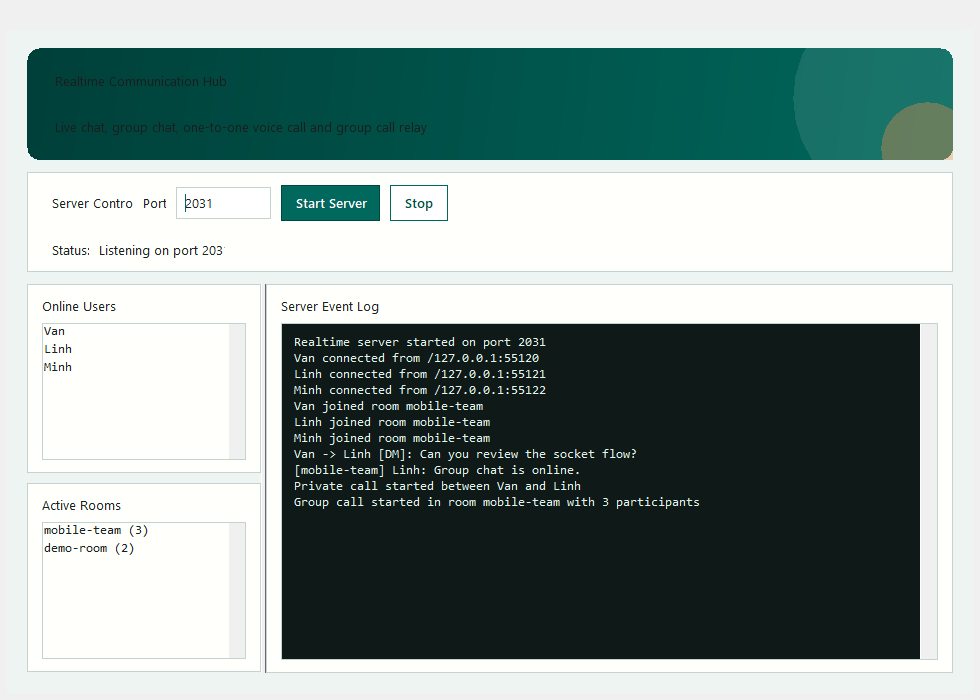 Realtime Communication Hub
Live chat, group chat, one-to-one voice call and group call relay
Server Contro Port 2031 Start Server Stop
Status: Listening on port 203
Online Users
Van
Linh
Minh
Active Rooms
mobile-team (3)
demo-room (2)
Server Event Log
Realtime server started on port 2031
Van connected from /127.0.0.1:55120
Linh connected from /127.0.0.1:55121
Minh connected from /127.0.0.1:55122
Van joined room mobile-team
Linh joined room mobile-team
Minh joined room mobile-team
Van -> Linh [DM]: Can you review the socket flow?
[mobile-team] Linh: Group chat is online.
Private call started between Van and Linh
Group call started in room mobile-team with 3 participants